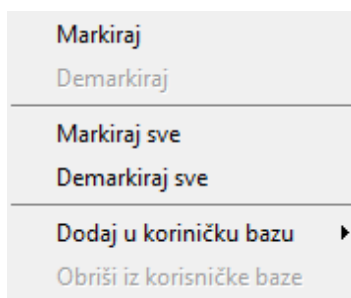 Markiraj
Demarkiraj
Markiraj sve
Demarkiraj sve
Dodaj u koriničku bazu
Obriši iz korisničke baze